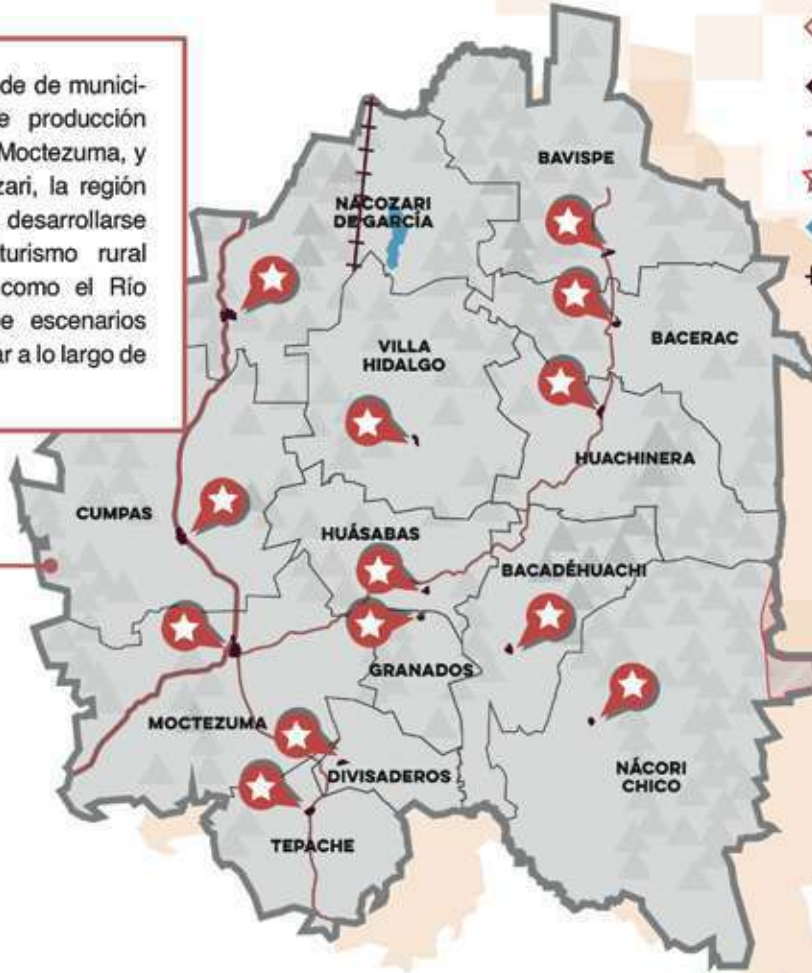 de de munici-
e producción
Moctezuma, y
zari, la región
desarrollarse
turismo rural
como el Río
e escenarios
ar a lo largo de
BAVISPE
NACOZARI
DE GARCÍA
BACERAC
VILLA
HIDALGO
HUACHINERA
CUMPAS
HUÁSABAS
BACADÉHUACHI
GRANADOS
MOCTEZUMA
DIVISADEROS
NÁCORI
CHICO
TEPACHE